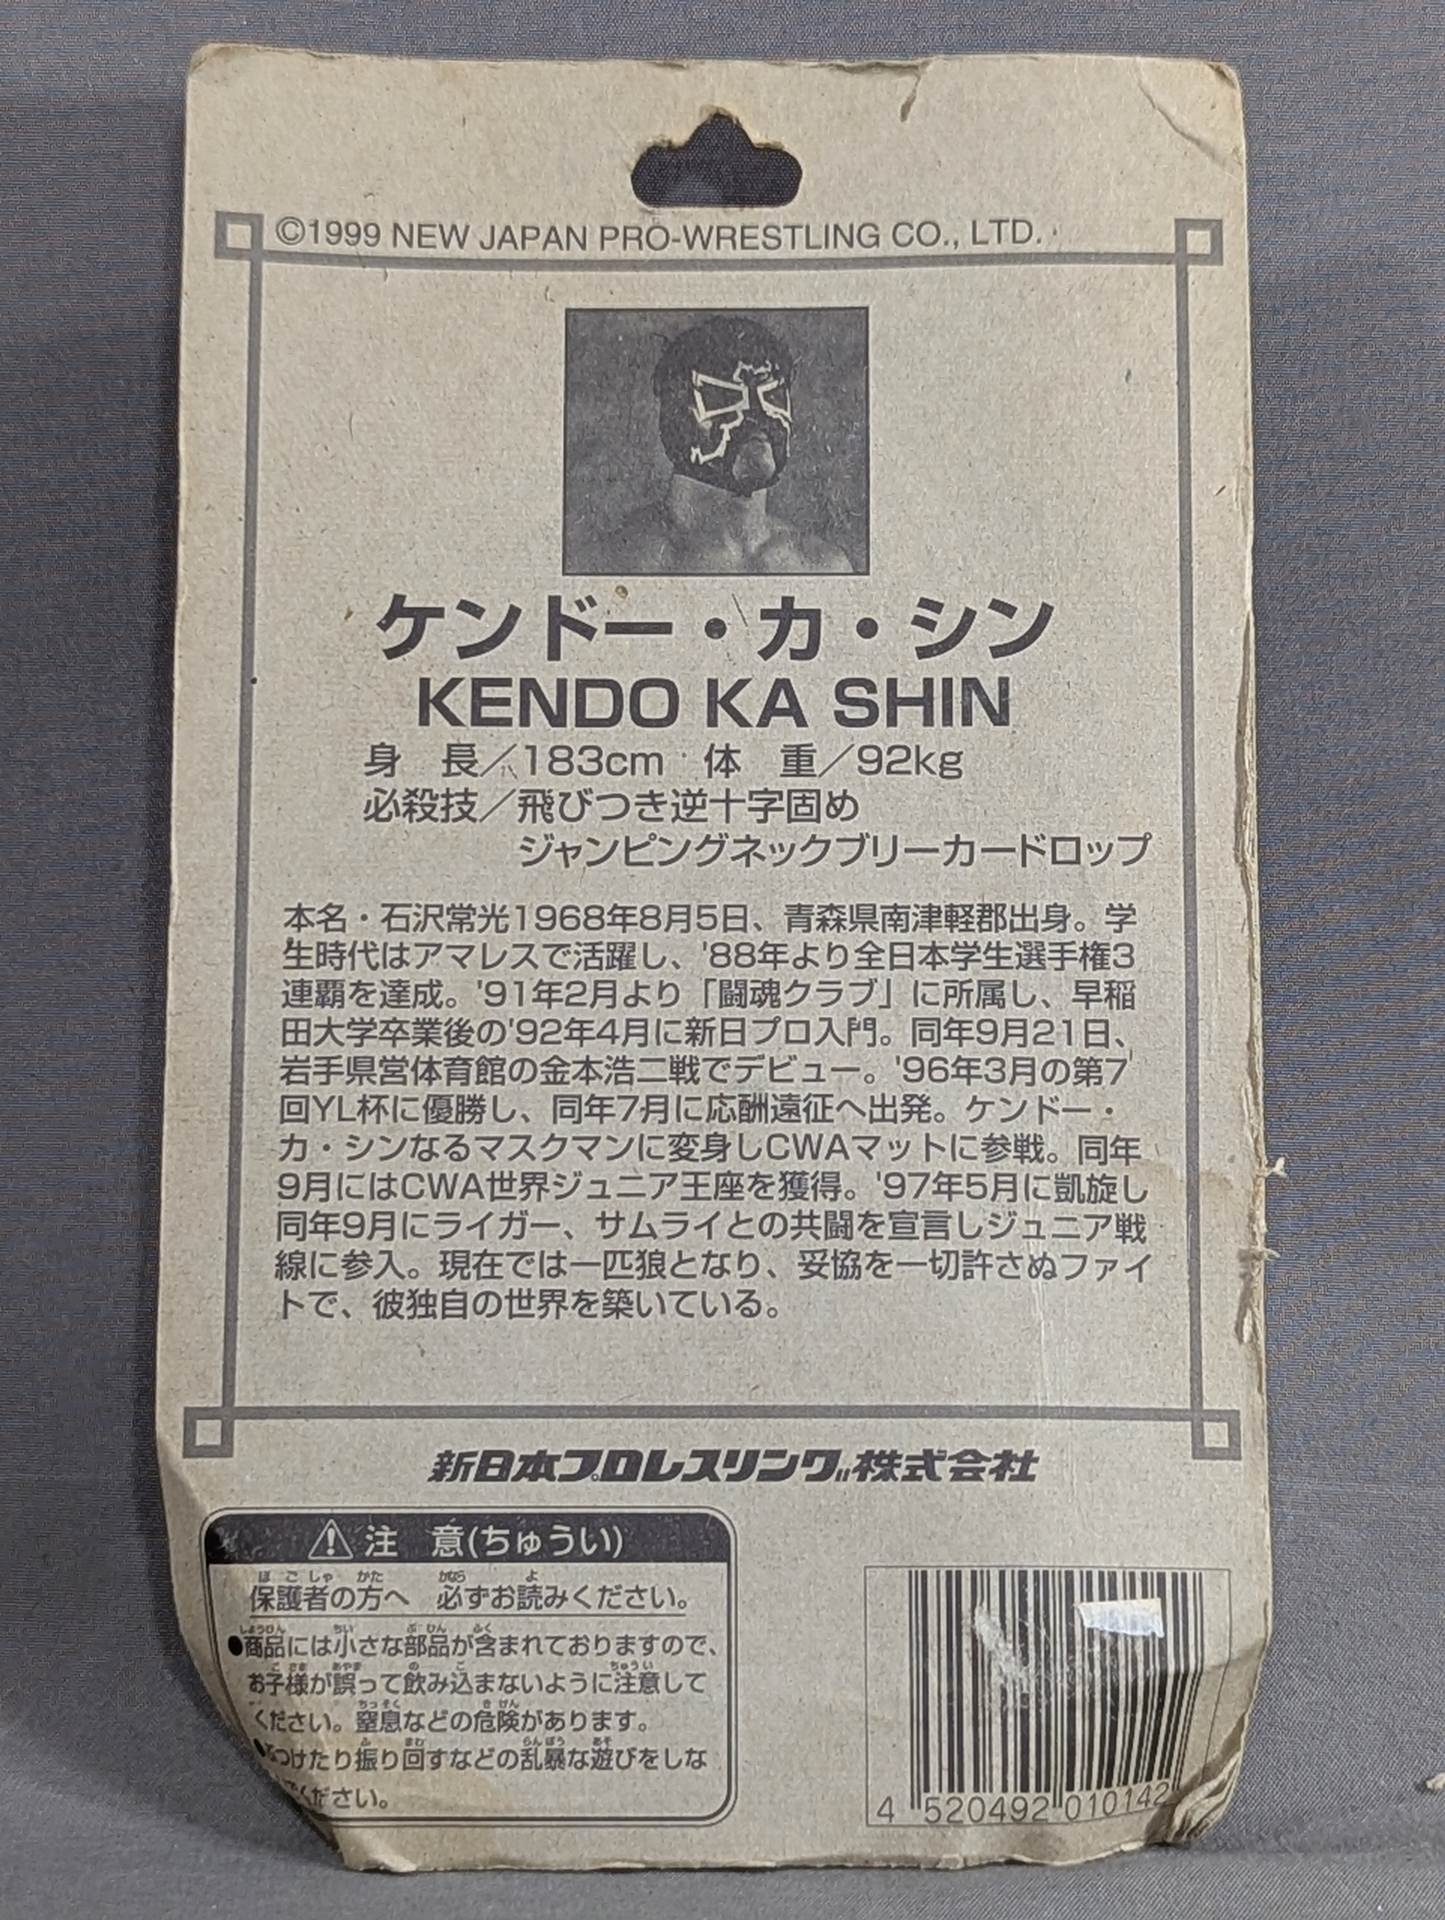 ©1999 NEW JAPAN PRO-WRESTLING CO., LTD.
ケンドー・カ・シン
KENDO KA SHIN
身 長／183cm 体 重／92kg
必殺技／飛びつき逆十字固め
ジャンピングネックブリーカードロップ
本名・石沢常光1968年8月5日、青森県南津軽郡出身。学
生時代はアマレスで活躍し、'88年より全日本学生選手権3
連覇を達成。'91年2月より「闘魂クラブ」に所属し、早稲
田大学卒業後の'92年4月に新日プロ入門。同年9月21日、
岩手県営体育館の金本浩二戦でデビュー。'96年3月の第7
回YL杯に優勝し、同年7月に応酬遠征へ出発。ケンドー・
カ・シンなるマスクマンに変身しCWAマットに参戦。同年
9月にはCWA世界ジュニア王座を獲得。'97年5月に凱旋し
同年9月にライガー、サムライとの共闘を宣言しジュニア戦
線に参入。現在では一匹狼となり、妥協を一切許さぬファイ
トで、彼独自の世界を築いている。
新日本プロレスリング株式会社
注 意(ちゅうい)
保護者の方へ 必ずお読みください。
●商品には小さな部品が含まれておりますので、
お子様が誤って飲み込まないように注意して
ください。窒息などの危険があります。
つけたり振り回すなどの乱暴な遊びをしな
ください。
4 520492 010142